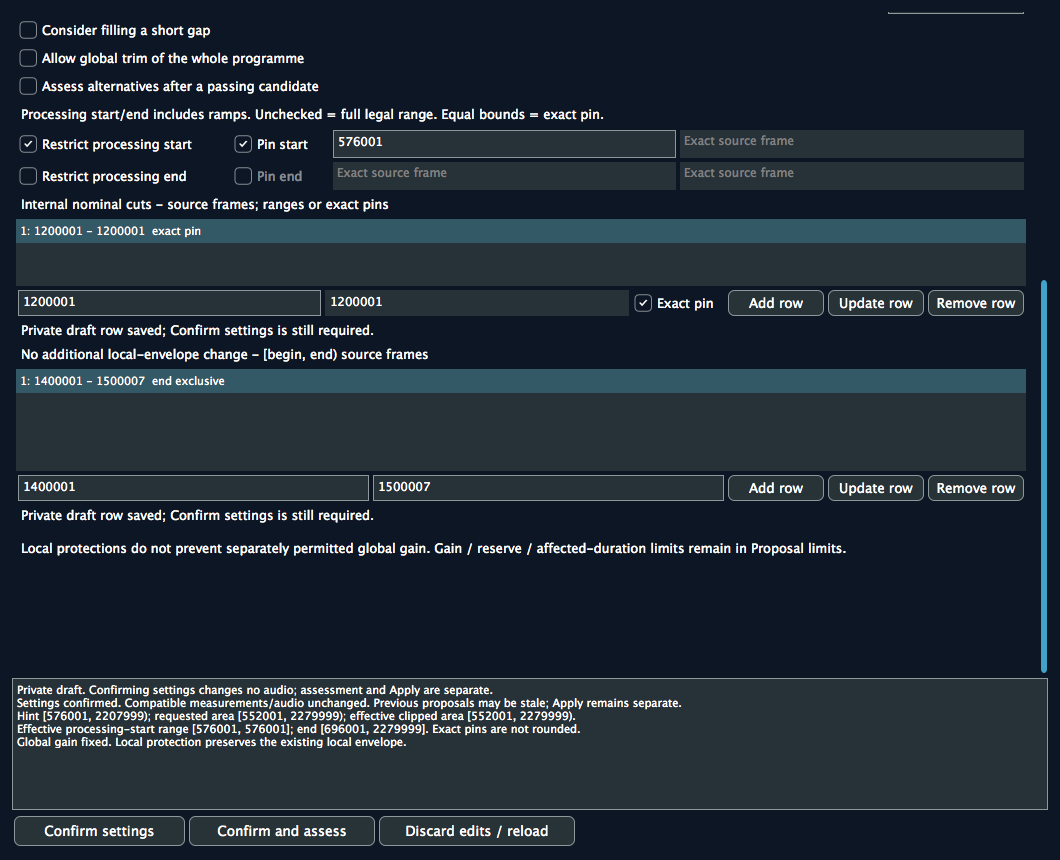 Consider filling a short gap
Allow global trim of the whole programme
Assess alternatives after a passing candidate
Processing start/end includes ramps. Unchecked = full legal range. Equal bounds = exact pin.
Restrict processing start Pin start 576001 Exact source frame
Restrict processing end Pin end Exact source frame Exact source frame
Internal nominal cuts – source frames; ranges or exact pins
1: 1200001 – 1200001 exact pin
1200001 1200001 Exact pin Add row Update row Remove row
Private draft row saved; Confirm settings is still required.
No additional local-envelope change – [begin, end) source frames
1: 1400001 – 1500007 end exclusive
1400001 1500007 Add row Update row Remove row
Private draft row saved; Confirm settings is still required.
Local protections do not prevent separately permitted global gain. Gain / reserve / affected-duration limits remain in Proposal limits.
Private draft. Confirming settings changes no audio; assessment and Apply are separate.
Settings confirmed. Compatible measurements/audio unchanged. Previous proposals may be stale; Apply remains separate.
Hint [576001, 2207999); requested area [552001, 2279999); effective clipped area [552001, 2279999).
Effective processing-start range [576001, 576001]; end [696001, 2279999]. Exact pins are not rounded.
Global gain fixed. Local protection preserves the existing local envelope.
Confirm settings Confirm and assess Discard edits / reload